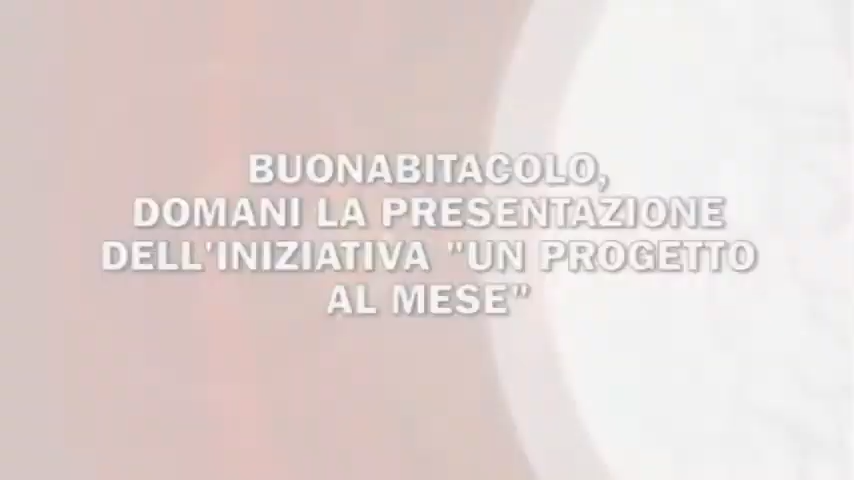 BUONABITACOLO,
DOMANI LA PRESENTAZIONE
DELL'INIZIATIVA "UN PROGETTO
AL MESE"